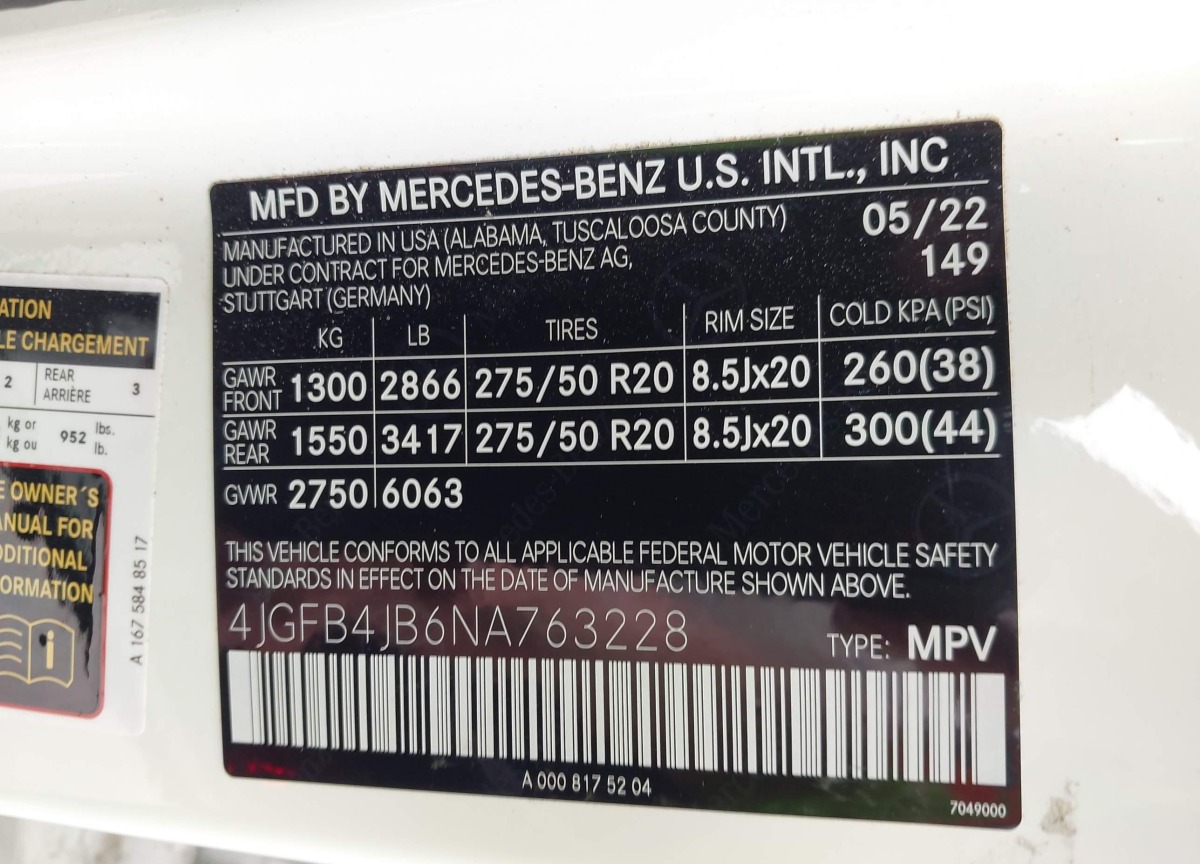 MFD BY MERCEDES-BENZ U.S. INTL., INC
MANUFACTURED IN USA (ALABAMA, TUSCALOOSA COUNTY) 05/22
UNDER CONTRACT FOR MERCEDES-BENZ AG, 149
STUTTGART (GERMANY)
KG LB TIRES RIM SIZE COLD KPA (PSI)
GAWR FRONT 1300 2866 275/50 R20 8.5Jx20 260(38)
GAWR REAR 1550 3417 275/50 R20 8.5Jx20 300(44)
GVWR 2750 6063
THIS VEHICLE CONFORMS TO ALL APPLICABLE FEDERAL MOTOR VEHICLE SAFETY
STANDARDS IN EFFECT ON THE DATE OF MANUFACTURE SHOWN ABOVE.
4JGFB4JB6NA763228 TYPE: MPV
A 000 817 52 04
7049000
CHARGEMENT
2 REAR 3
ARRIÈRE
kg or 952 lbs.
kg ou lb.
OWNER´S
FOR
A 167 584 85 17